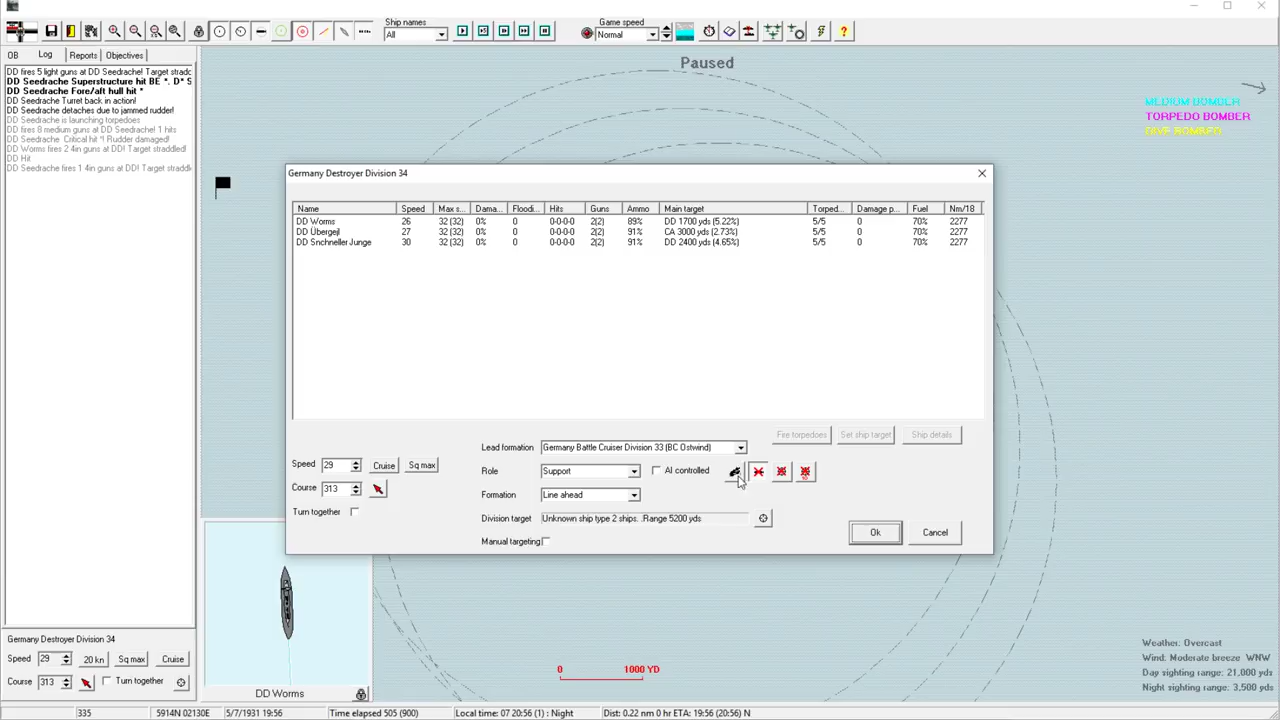 Ship names
All
Game speed
Normal
OB Log Reports Objectives
Paused
DD fires 5 light guns at DD Seedrache! Target stradd
DD Seedrache Superstructure hit BE *. D* S
DD Seedrache Fore/aft hull hit *
DD Seedrache Turret back in action!
DD Seedrache detaches due to jammed rudder!
DD Seedrache is launching torpedoes
DD fires 8 medium guns at DD Seedrache! 1 hits
DD Seedrache Critical hit *! Rudder damaged!
DD Worms fires 2 4in guns at DD! Target straddled!
DD Hit
DD Seedrache fires 1 4in guns at DD! Target straddl
MEDIUM BOMBER
TORPEDO BOMBER
DIVE BOMBED
Germany Destroyer Division 34
Name Speed Max s... Dama... Floodi... Hits Guns Ammo Main target Torped... Damage p... Fuel Nm/18
DD Worms 26 32 (32) 0% 0 0-0-0-0 2(2) 89% DD 1700 yds (5.22%) 5/5 0 70% 2277
DD Übergejl 27 32 (32) 0% 0 0-0-0-0 2(2) 91% CA 3000 yds (2.73%) 5/5 0 70% 2277
DD Snchneller Junge 30 32 (32) 0% 0 0-0-0-0 2(2) 91% DD 2400 yds (4.65%) 5/5 0 70% 2277
Fire torpedoes Set ship target Ship details
Lead formation Germany Battle Cruiser Division 33 (BC Ostwind)
Speed 29 Cruise Sq max
Role Support AI controlled
Course 313
Formation Line ahead
Turn together
Division target Unknown ship type 2 ships. .Range 5200 yds
Manual targeting
Ok Cancel
Germany Destroyer Division 34
Speed 29 20 kn Sq max Cruise
Course 313 Turn together
DD Worms
0 1000 YD
Weather: Overcast
Wind: Moderate breeze WNW
Day sighting range: 21,000 yds
Night sighting range: 3,500 yds
335 5914N 02130E 5/7/1931 19:56 Time elapsed 505 (900) Local time: 07 20:56 (1) : Night Dist: 0.22 nm 0 hr ETA: 19:56 (20:56) N